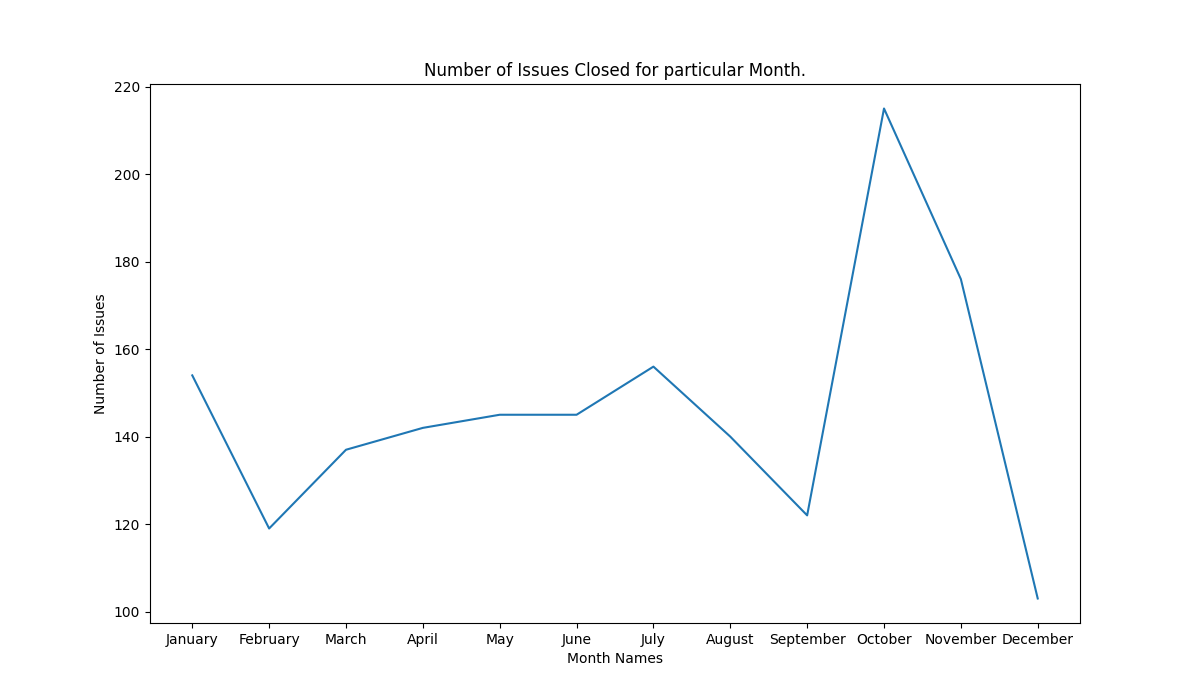 Number of Issues Closed for particular Month.
220
200
180
160
140
120
100
Number of Issues
January February March April May June July August September October November December
Month Names